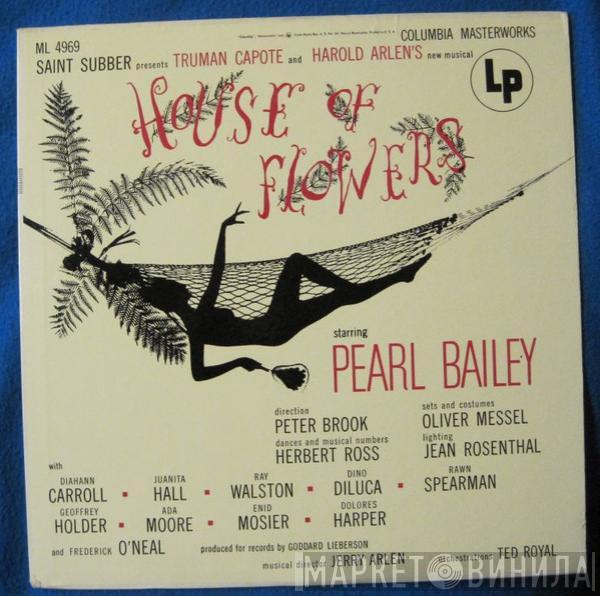 ML 4969
COLUMBIA MASTERWORKS
SAINT SUBBER presents TRUMAN CAPOTE and HAROLD ARLEN'S new musical
Lp
HOUSE OF
FLOWERS
starring
PEARL BAILEY
direction
PETER BROOK
sets and costumes
OLIVER MESSEL
dances and musical numbers
HERBERT ROSS
lighting
JEAN ROSENTHAL
with
DIAHANN
CARROLL
JUANITA
HALL
RAY
WALSTON
DINO
DILUCA
RAWN
SPEARMAN
GEOFFREY
HOLDER
ADA
MOORE
ENID
MOSIER
DOLORES
HARPER
and FREDERICK O'NEAL
produced for records by GODDARD LIEBERSON
musical director JERRY ARLEN
orchestrations TED ROYAL
МАРКЕТ ВИНИЛА